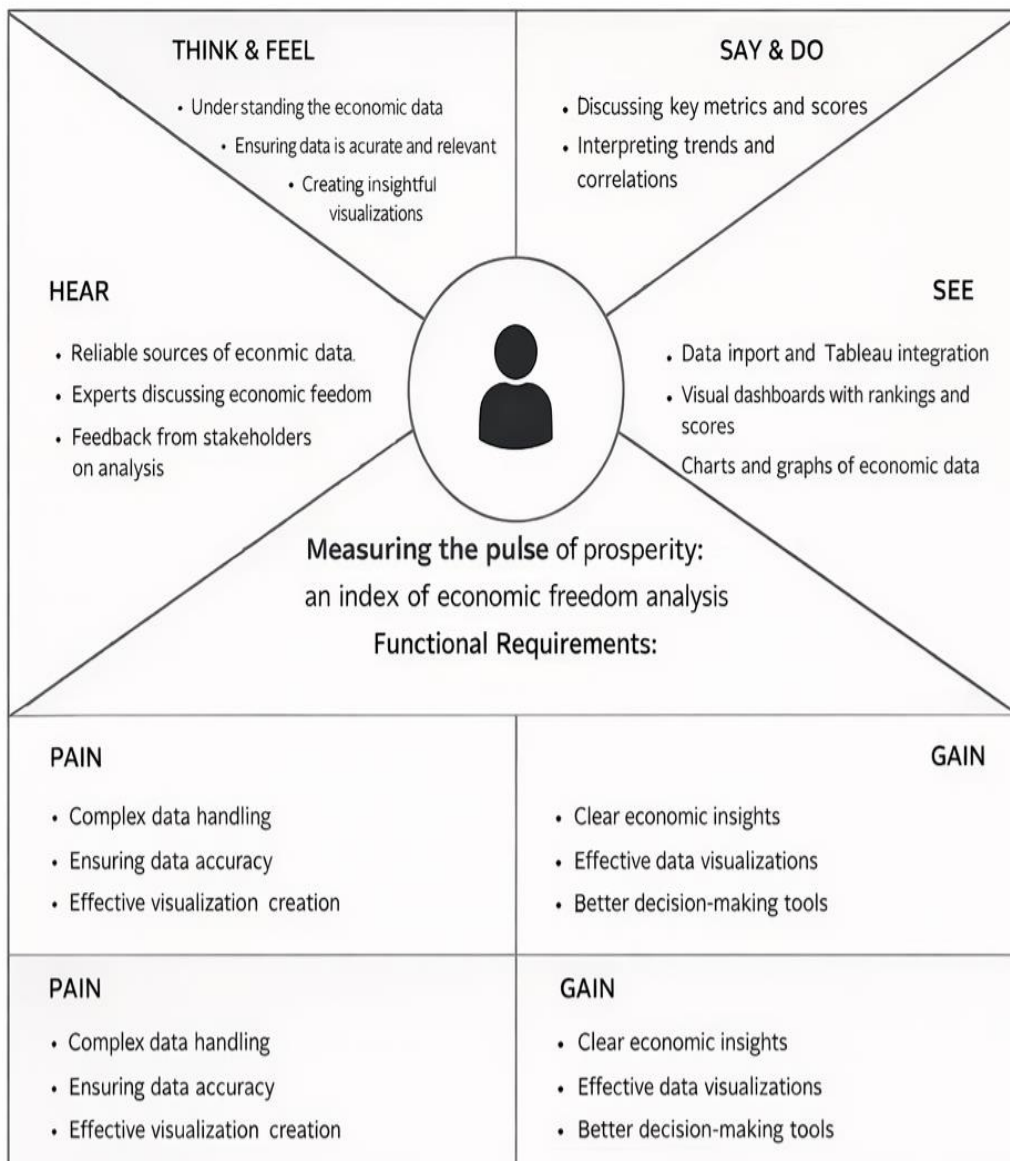 THINK & FEEL
• Understanding the economic data
• Ensuring data is acurate and relevant
• Creating insightful
visualizations
SAY & DO
• Discussing key metrics and scores
• Interpreting trends and
correlations
HEAR
• Reliable sources of econmic data.
• Experts discussing economic feedom
• Feedback from stakeholders
on analysis
SEE
• Data inport and Tableau integration
• Visual dashboards with rankings and
scores
Charts and graphs of economic data
Measuring the pulse of prosperity:
an index of economic freedom analysis
Functional Requirements:
PAIN
• Complex data handling
• Ensuring data accuracy
• Effective visualization creation
GAIN
• Clear economic insights
• Effective data visualizations
• Better decision-making tools
PAIN
• Complex data handling
• Ensuring data accuracy
• Effective visualization creation
GAIN
• Clear economic insights
• Effective data visualizations
• Better decision-making tools